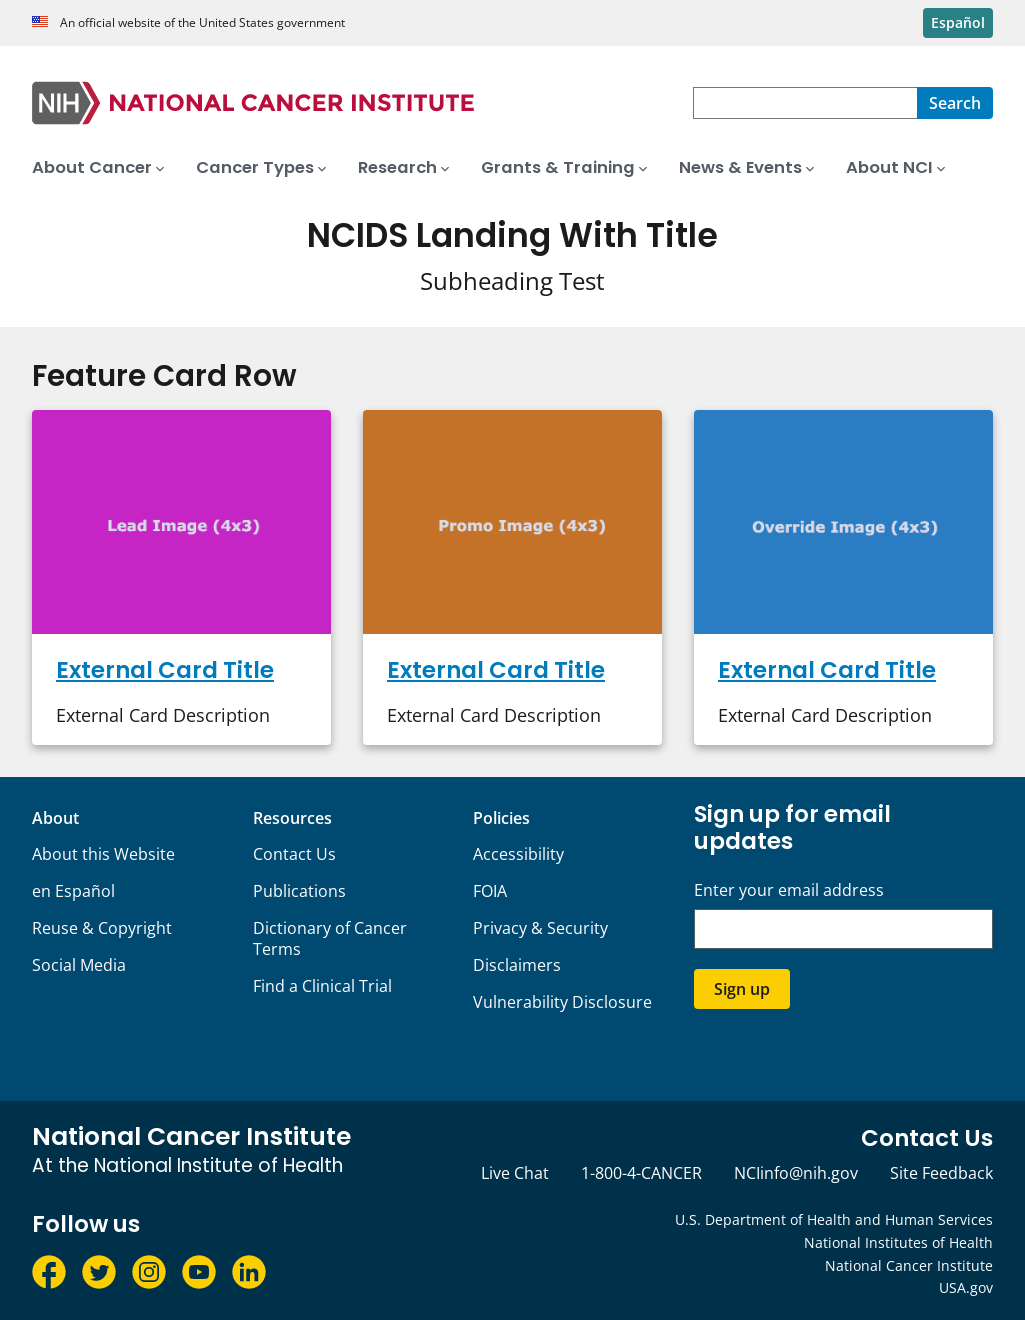 An official website of the United States government
Español
NIH NATIONAL CANCER INSTITUTE
Search
About Cancer
Cancer Types
Research
Grants & Training
News & Events
About NCI
NCIDS Landing With Title
Subheading Test
Feature Card Row
Lead Image (4x3)
External Card Title
External Card Description
Promo Image (4x3)
External Card Title
External Card Description
Override Image (4x3)
External Card Title
External Card Description
About
About this Website
en Español
Reuse & Copyright
Social Media
Resources
Contact Us
Publications
Dictionary of Cancer
Terms
Find a Clinical Trial
Policies
Accessibility
FOIA
Privacy & Security
Disclaimers
Vulnerability Disclosure
Sign up for email
updates
Enter your email address
Sign up
National Cancer Institute
At the National Institute of Health
Follow us
Contact Us
Live Chat
1-800-4-CANCER
NCIinfo@nih.gov
Site Feedback
U.S. Department of Health and Human Services
National Institutes of Health
National Cancer Institute
USA.gov